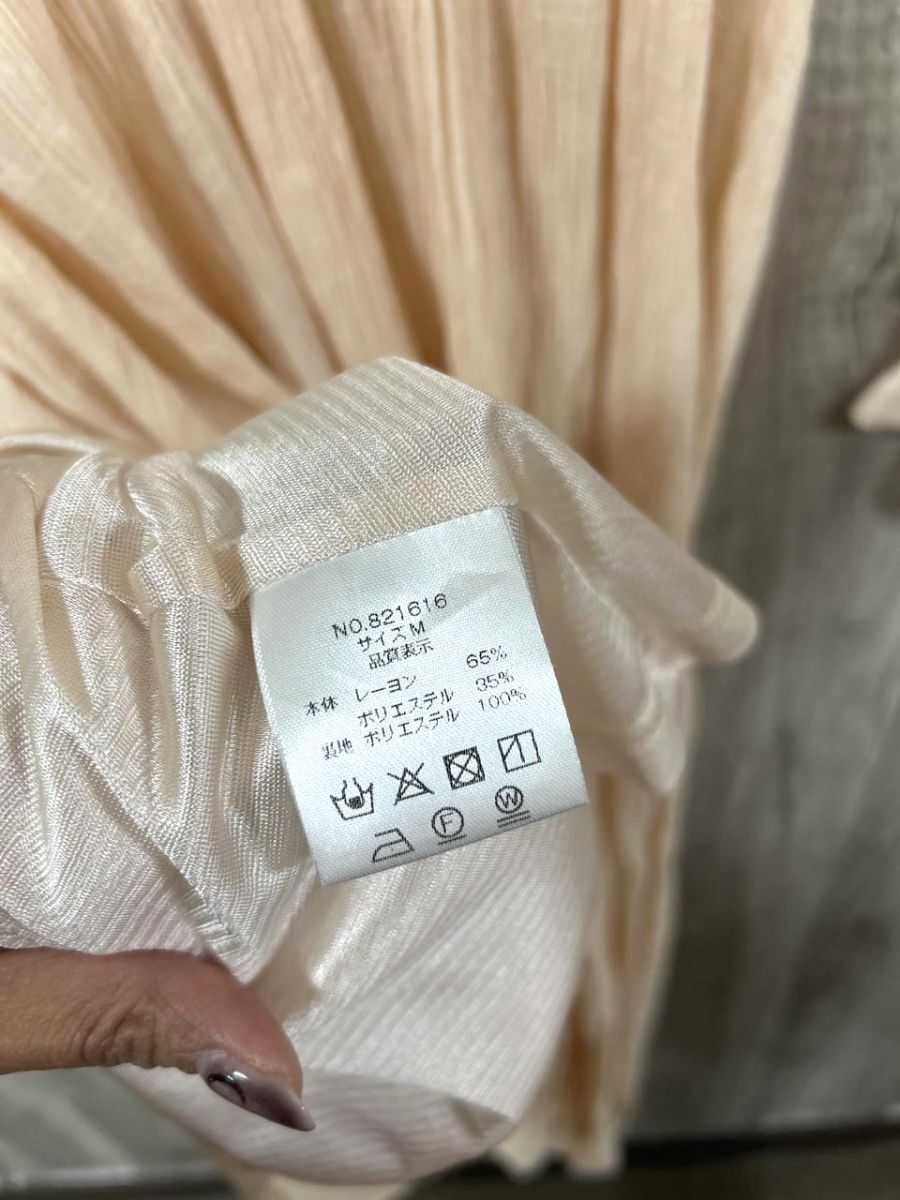 NO.821616
サイズ M
品質表示
本体 レーヨン 65%
ポリエステル 35%
裏地 ポリエステル 100%
F W